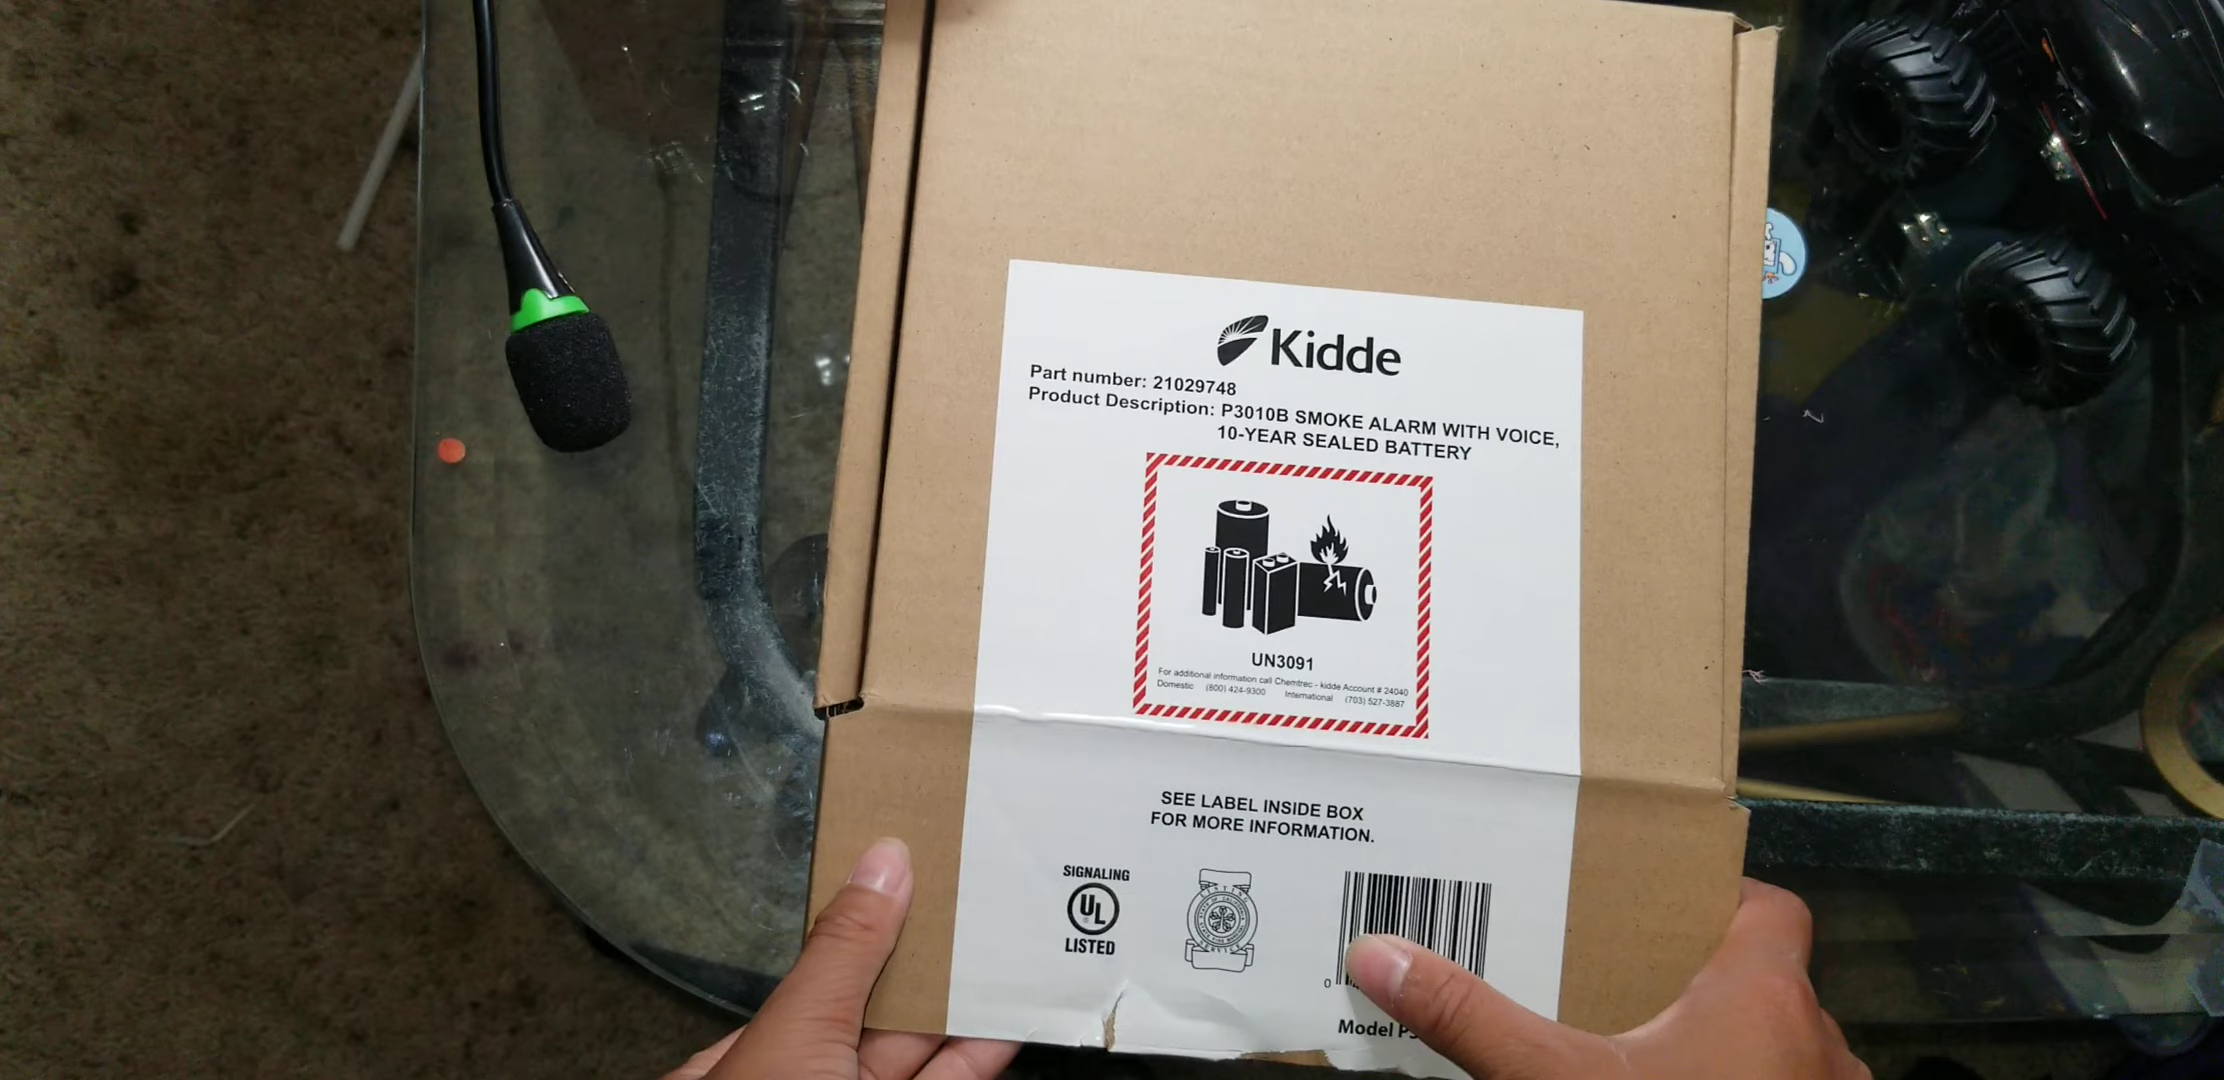 Kidde
Part number: 21029748
Product Description: P3010B SMOKE ALARM WITH VOICE,
10-YEAR SEALED BATTERY
UN3091
For additional information call Chemtrec - kidde Account # 24040
Domestic (800) 424-9300 International (703) 527-3887
SEE LABEL INSIDE BOX
FOR MORE INFORMATION.
SIGNALING
UL
LISTED
0
Model